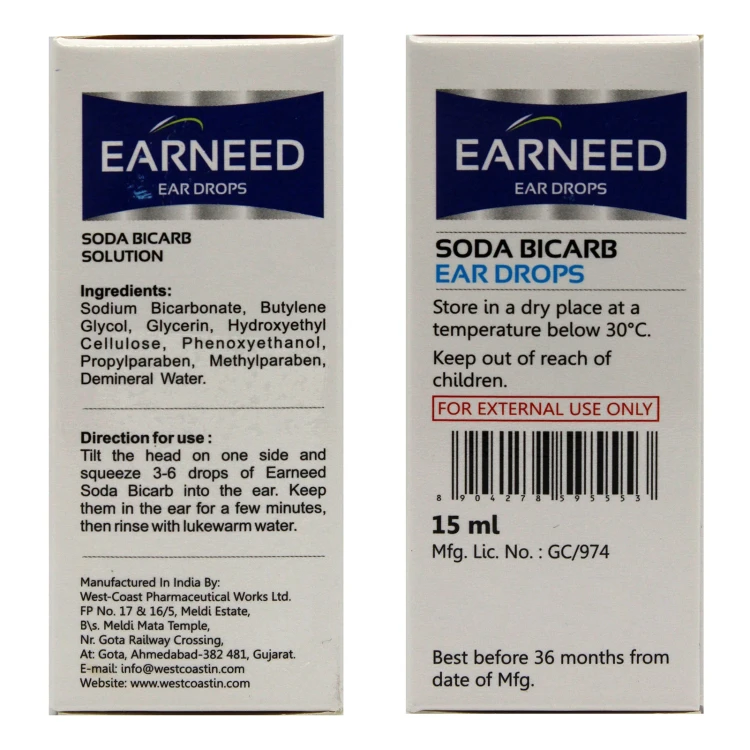 EARNEED
EAR DROPS
SODA BICARB
SOLUTION
Ingredients:
Sodium Bicarbonate, Butylene
Glycol, Glycerin, Hydroxyethyl
Cellulose, Phenoxyethanol,
Propylparaben, Methylparaben,
Demineral Water.
Direction for use :
Tilt the head on one side and
squeeze 3-6 drops of Earneed
Soda Bicarb into the ear. Keep
them in the ear for a few minutes,
then rinse with lukewarm water.
Manufactured In India By:
West-Coast Pharmaceutical Works Ltd.
FP No. 17 & 16/5, Meldi Estate,
B\s. Meldi Mata Temple,
Nr. Gota Railway Crossing,
At: Gota, Ahmedabad-382 481, Gujarat.
E-mail: info@westcoastin.com
Website: www.westcoastin.com
EARNEED
EAR DROPS
SODA BICARB
EAR DROPS
Store in a dry place at a
temperature below 30°C.
Keep out of reach of
children.
FOR EXTERNAL USE ONLY
8 904278 595553
15 ml
Mfg. Lic. No. : GC/974
Best before 36 months from
date of Mfg.